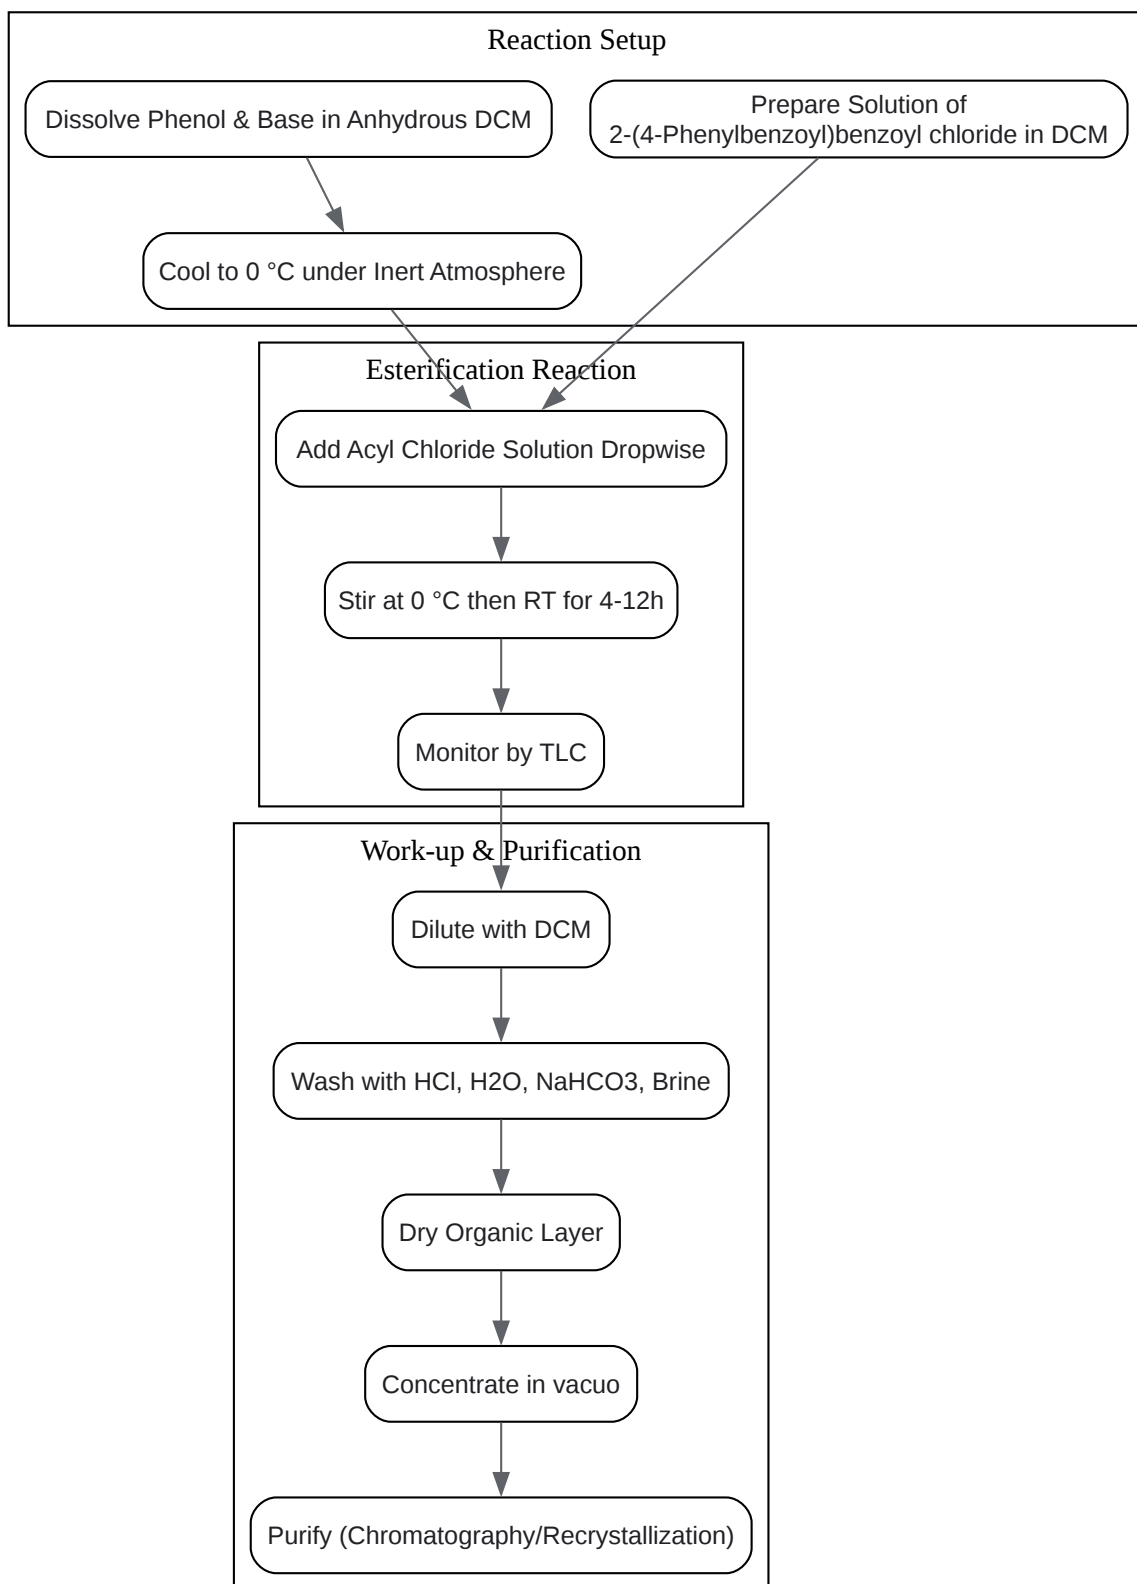 Reaction Setup
Dissolve Phenol & Base in Anhydrous DCM
Prepare Solution of
2-(4-Phenylbenzoyl)benzoyl chloride in DCM
Cool to 0 °C under Inert Atmosphere
Esterification Reaction
Add Acyl Chloride Solution Dropwise
Stir at 0 °C then RT for 4-12h
Monitor by TLC
Work-up & Purification
Dilute with DCM
Wash with HCl, H2O, NaHCO3, Brine
Dry Organic Layer
Concentrate in vacuo
Purify (Chromatography/Recrystallization)